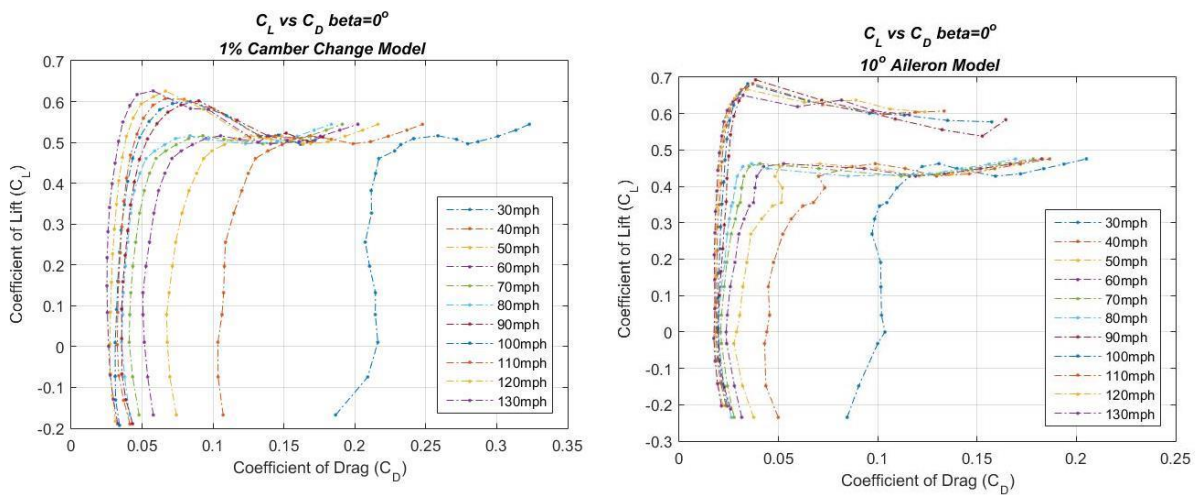 C_L vs C_D beta=0°
1% Camber Change Model
0.7
0.6
0.5
0.4
0.3
0.2
0.1
0
-0.1
-0.2
Coefficient of Lift (C_L)
0
0.05
0.1
0.15
0.2
0.25
0.3
0.35
Coefficient of Drag (C_D)
30mph
40mph
50mph
60mph
70mph
80mph
90mph
100mph
110mph
120mph
130mph
C_L vs C_D beta=0°
10° Aileron Model
0.7
0.6
0.5
0.4
0.3
0.2
0.1
0
-0.1
-0.2
-0.3
Coefficient of Lift (C_L)
0
0.05
0.1
0.15
0.2
0.25
Coefficient of Drag (C_D)
30mph
40mph
50mph
60mph
70mph
80mph
90mph
100mph
110mph
120mph
130mph